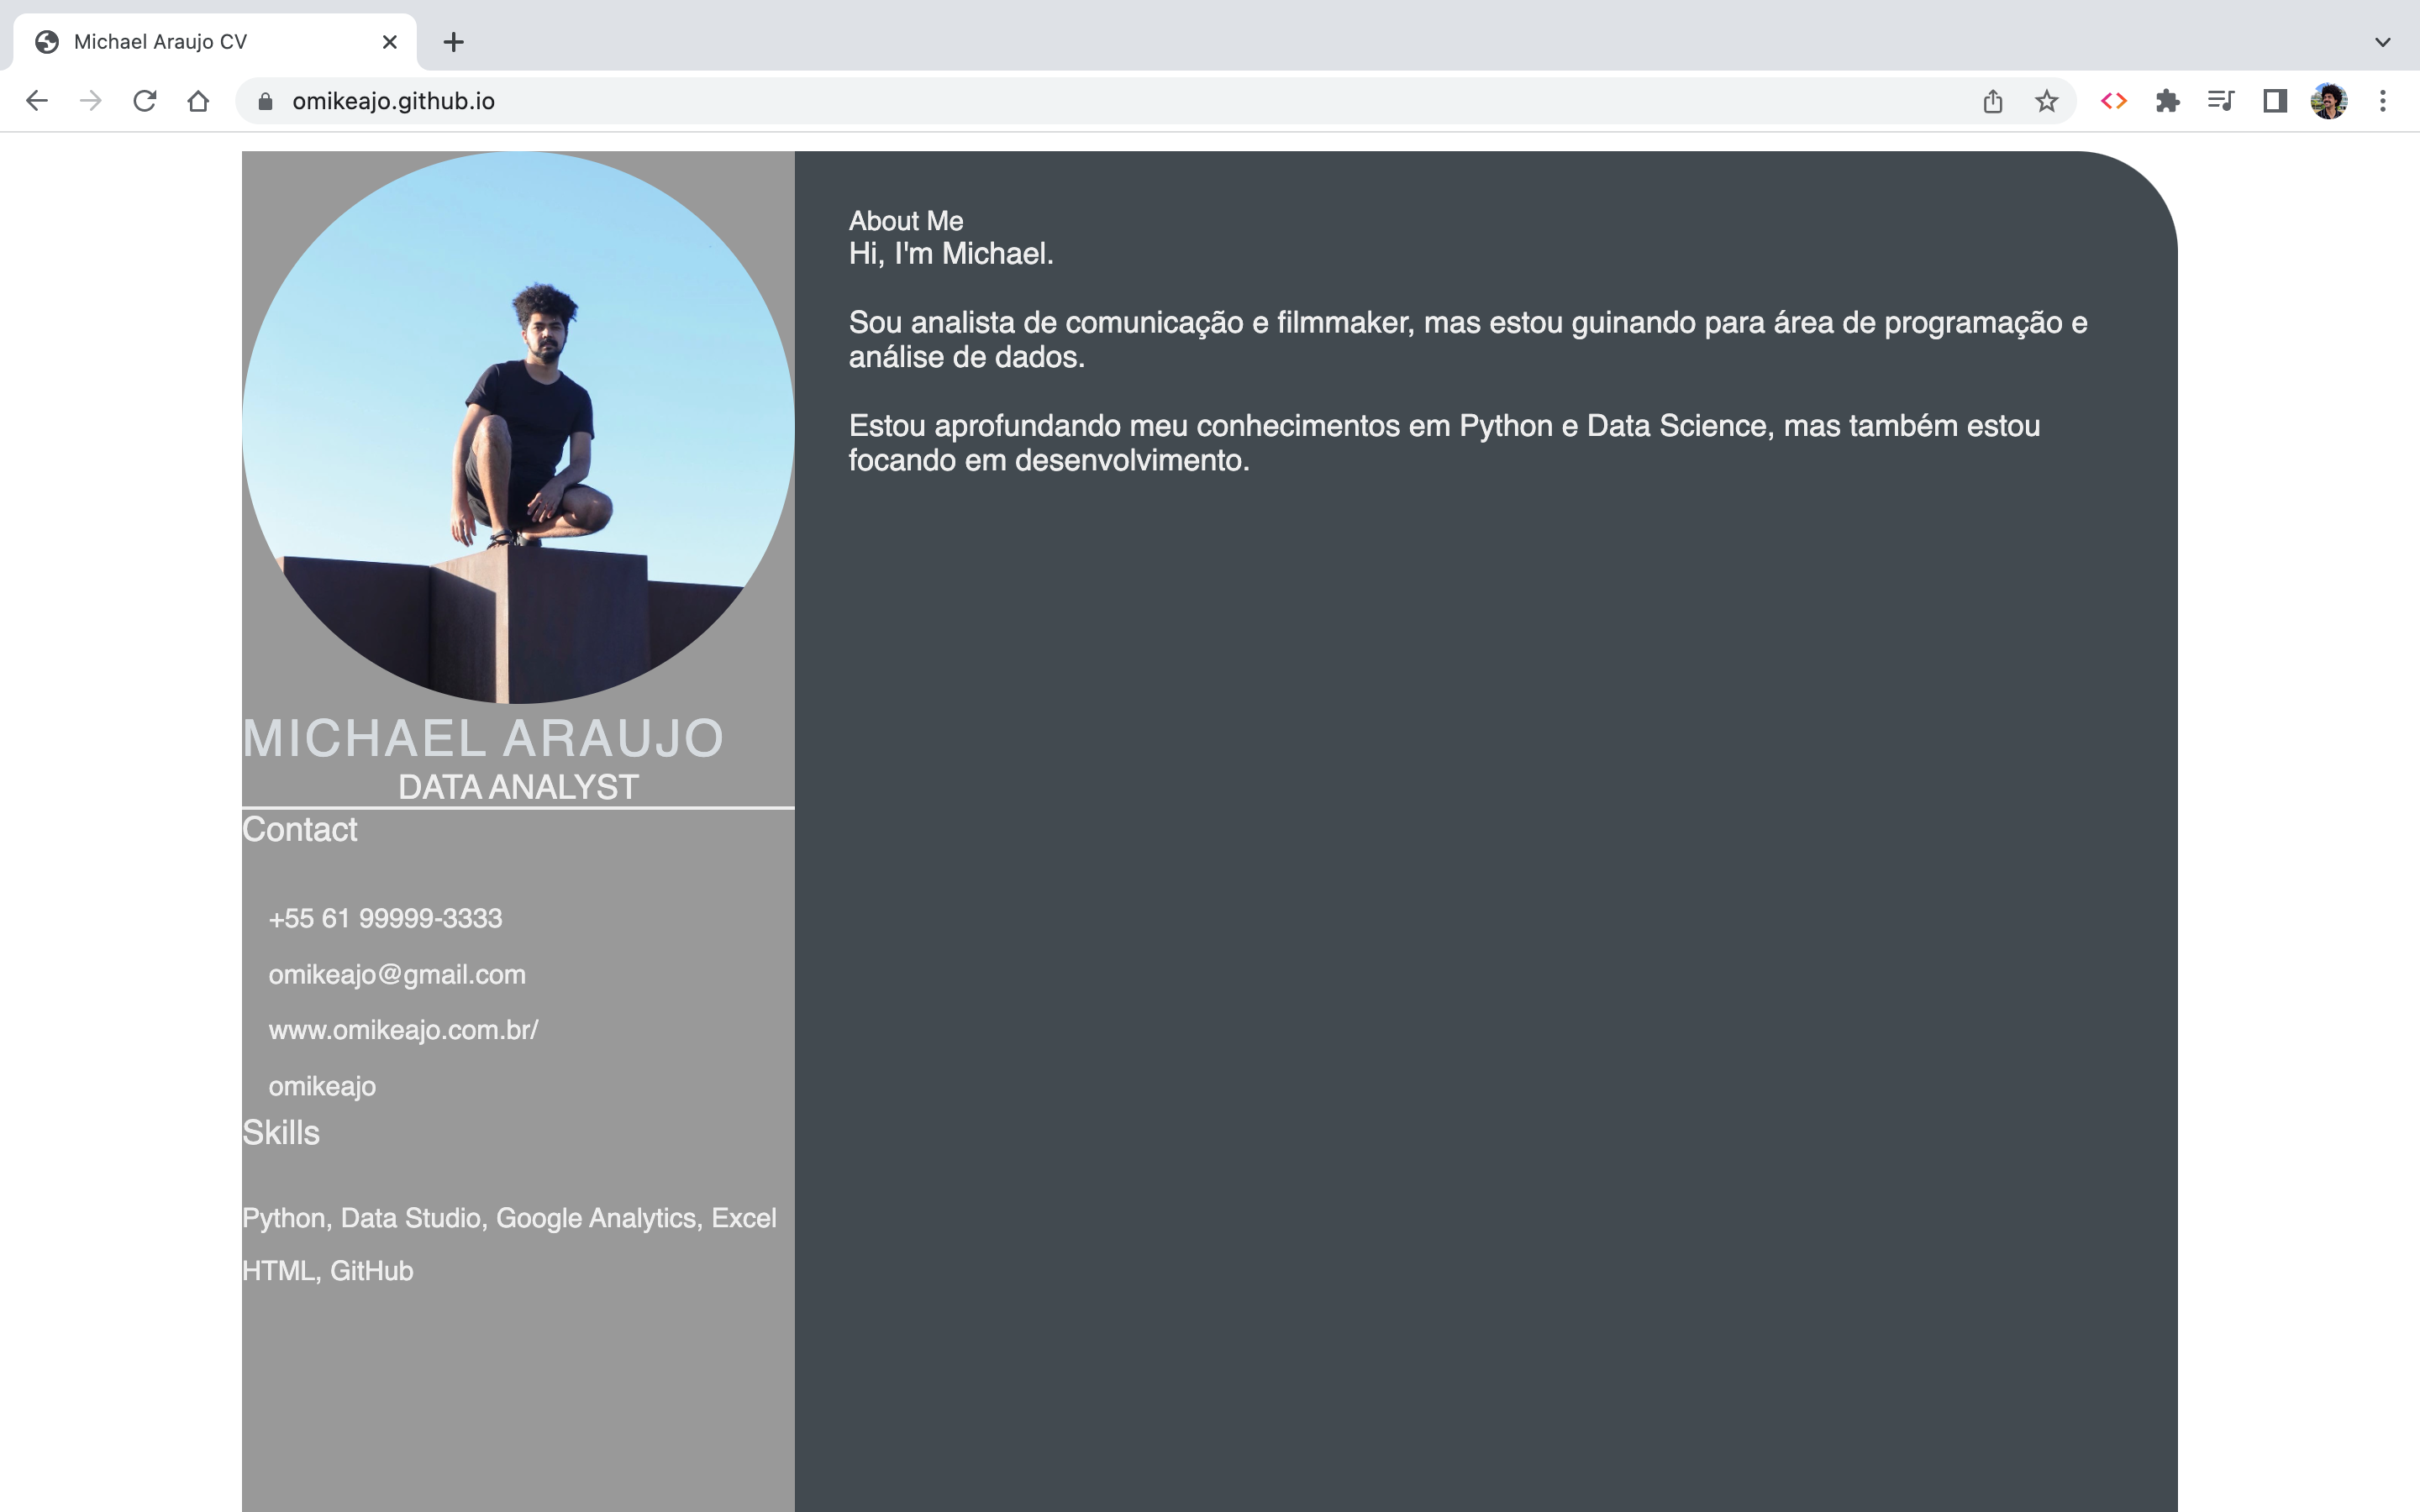 Michael Araujo CV
omikeajo.github.io
MICHAEL ARAUJO
DATA ANALYST
Contact
+55 61 99999-3333
omikeajo@gmail.com
www.omikeajo.com.br/
omikeajo
Skills
Python, Data Studio, Google Analytics, Excel
HTML, GitHub
About Me
Hi, I'm Michael.
Sou analista de comunicação e filmmaker, mas estou guinando para área de programação e
análise de dados.
Estou aprofundando meu conhecimentos em Python e Data Science, mas também estou
focando em desenvolvimento.